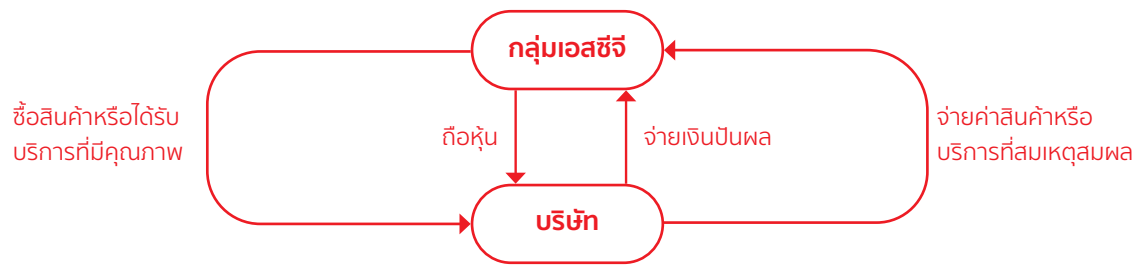 กลุ่มเอสซีจี
ซื้อสินค้าหรือได้รับ
บริการที่มีคุณภาพ
ถือหุ้น
จ่ายเงินปันผล
จ่ายค่าสินค้าหรือ
บริการที่สมเหตุสมผล
บริษัท